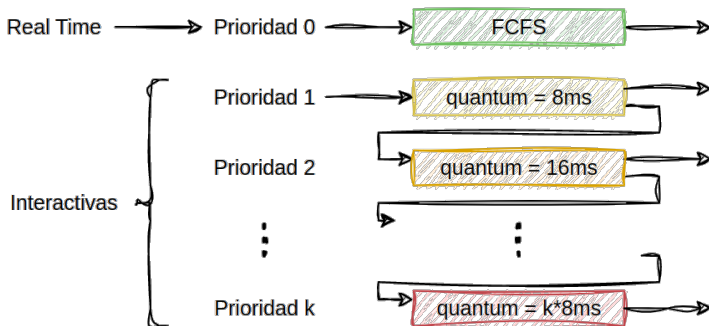 Real Time
Prioridad 0
FCFS
Prioridad 1
quantum = 8ms
Prioridad 2
quantum = 16ms
Interactivas
Prioridad k
quantum = k*8ms